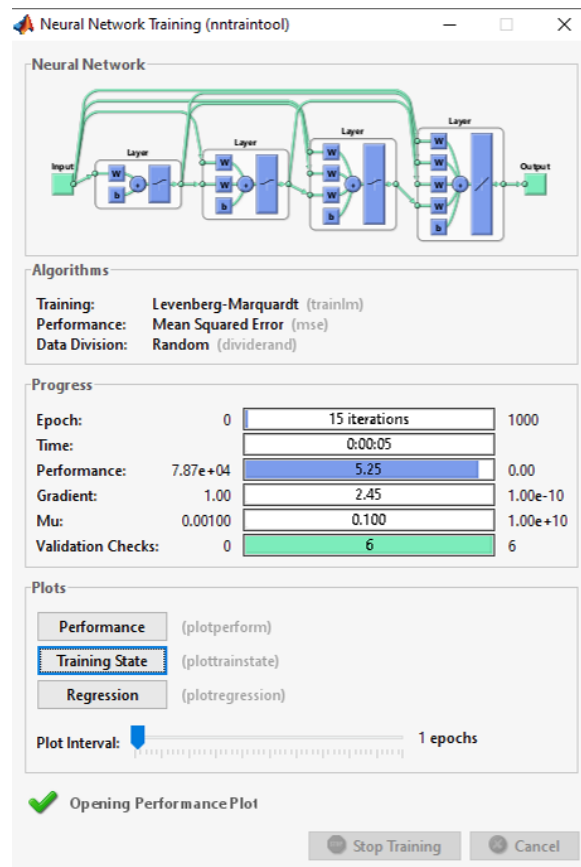 Neural Network Training (nntraintool)
Neural Network
Layer
Layer
Layer
Layer
Input
Output
W
b
W
W
b
W
W
W
b
W
W
W
W
b
Algorithms
Training: Levenberg-Marquardt (trainlm)
Performance: Mean Squared Error (mse)
Data Division: Random (dividerand)
Progress
Epoch: 0 15 iterations 1000
Time: 0:00:05
Performance: 7.87e+04 5.25 0.00
Gradient: 1.00 2.45 1.00e-10
Mu: 0.00100 0.100 1.00e+10
Validation Checks: 0 6 6
Plots
Performance (plotperform)
Training State (plottrainstate)
Regression (plotregression)
Plot Interval: 1 epochs
Opening Performance Plot
Stop Training Cancel